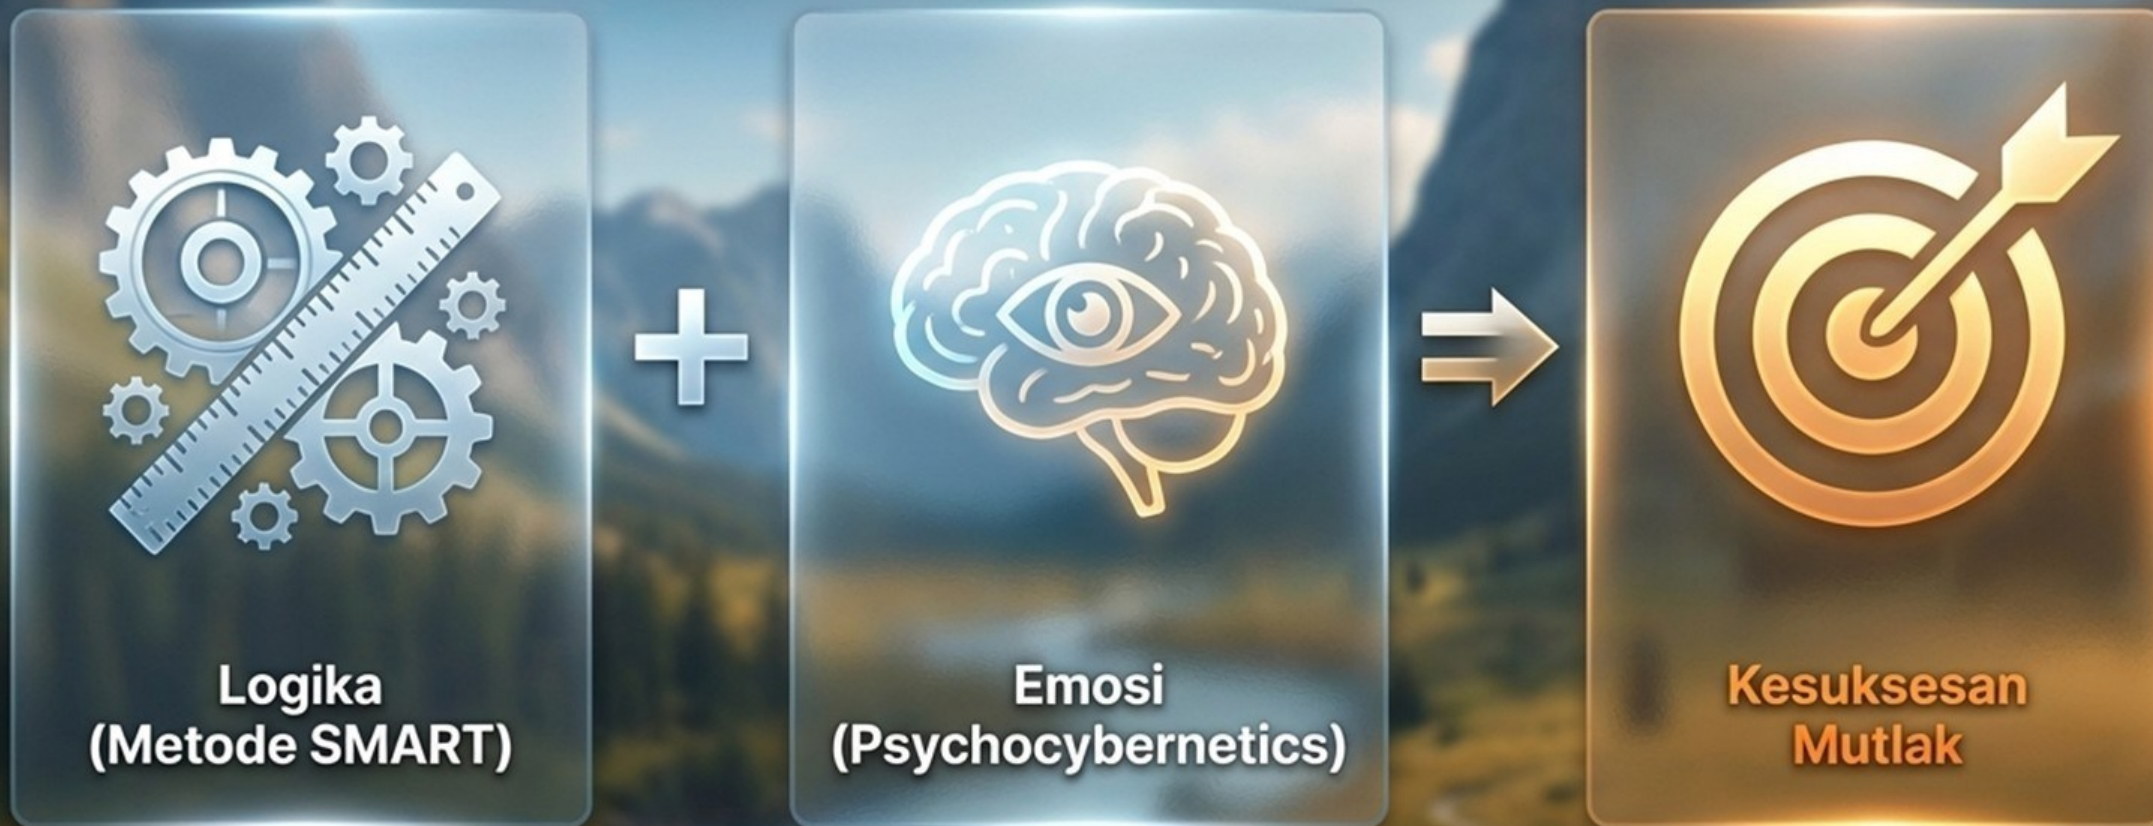 Logika
(Metode SMART)
Emosi
(Psychocybernetics)
Kesuksesan
Mutlak